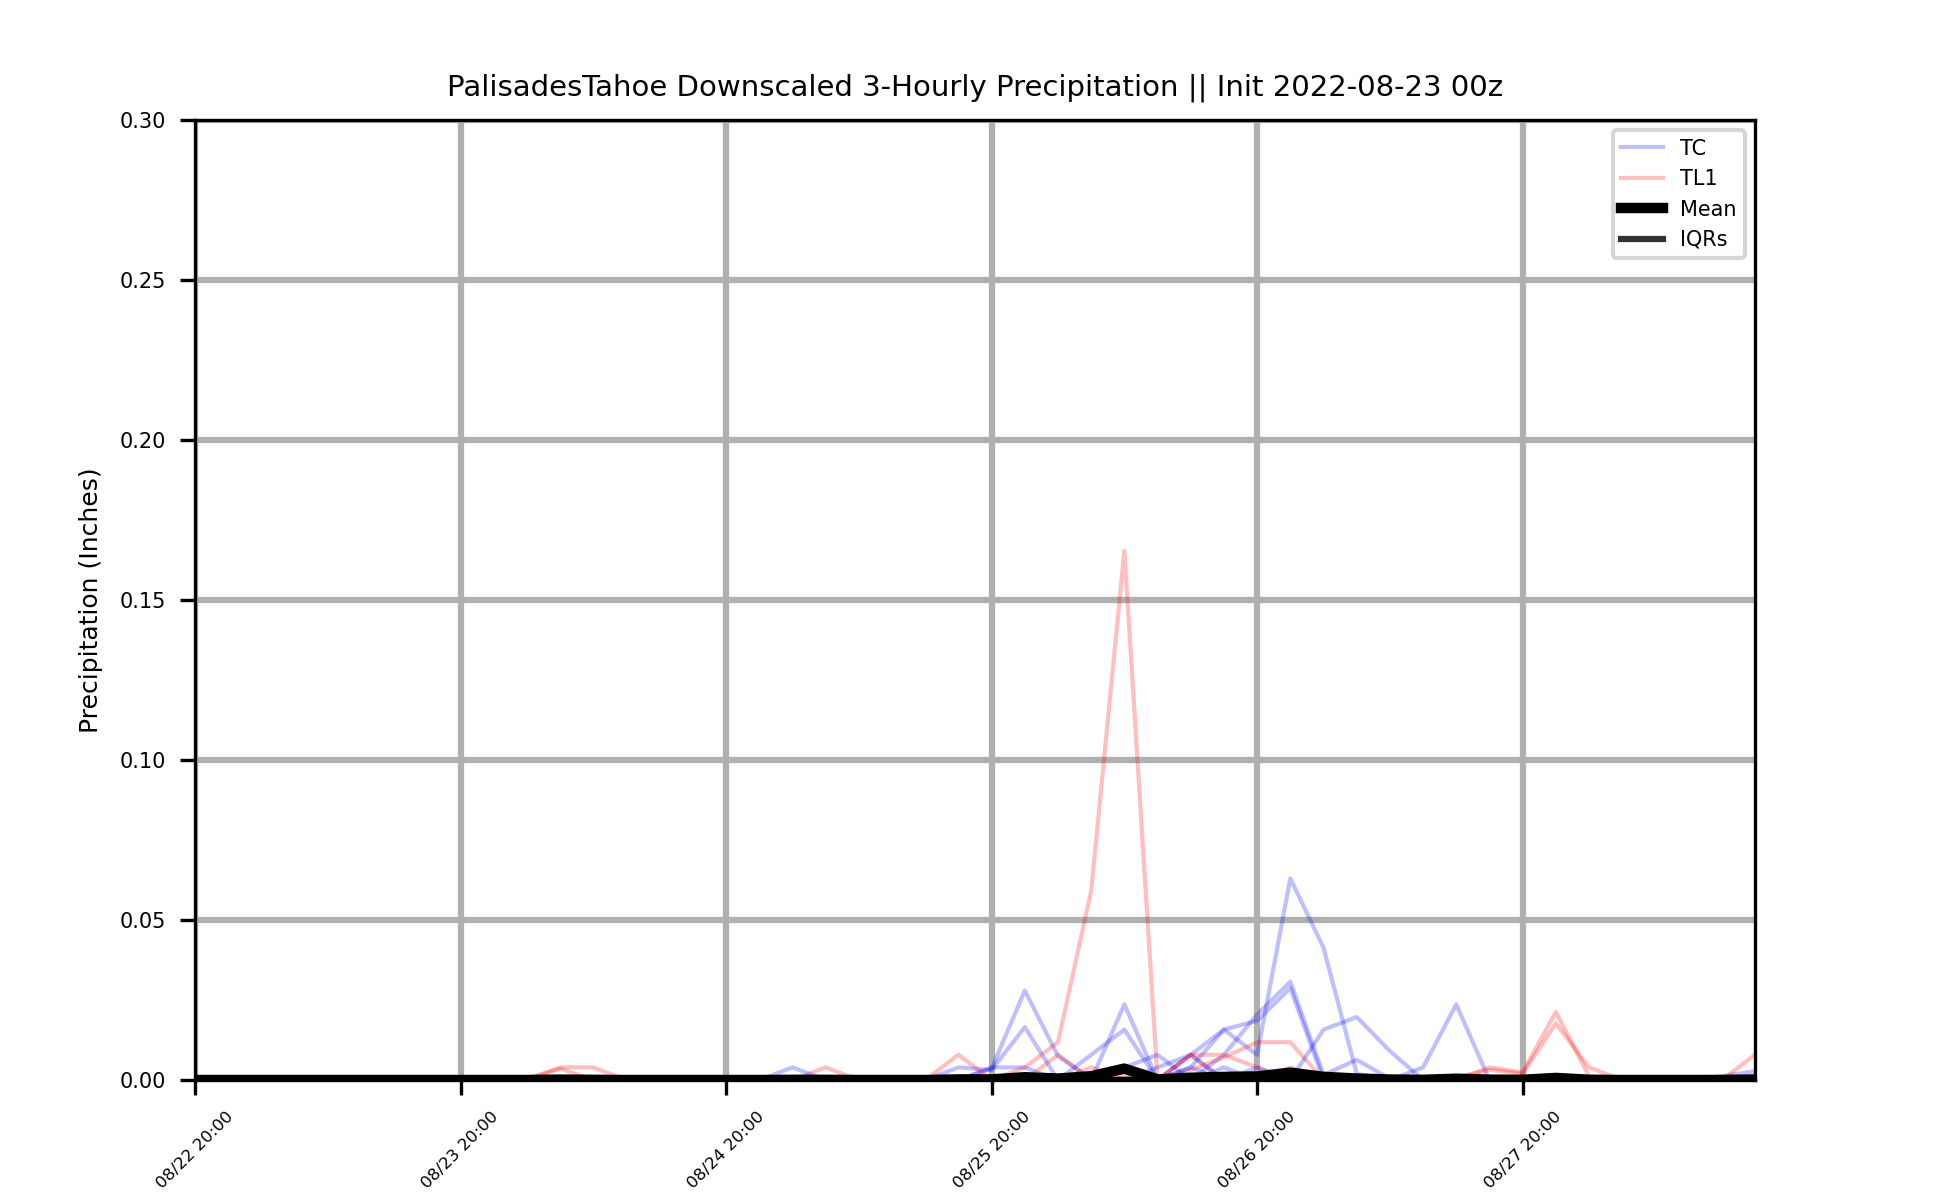 PalisadesTahoe Downscaled 3-Hourly Precipitation || Init 2022-08-23 00z
0.30
0.25
0.20
0.15
0.10
0.05
0.00
Precipitation (Inches)
TC
TL1
Mean
IQRs
08/22 20:00
08/23 20:00
08/24 20:00
08/25 20:00
08/26 20:00
08/27 20:00